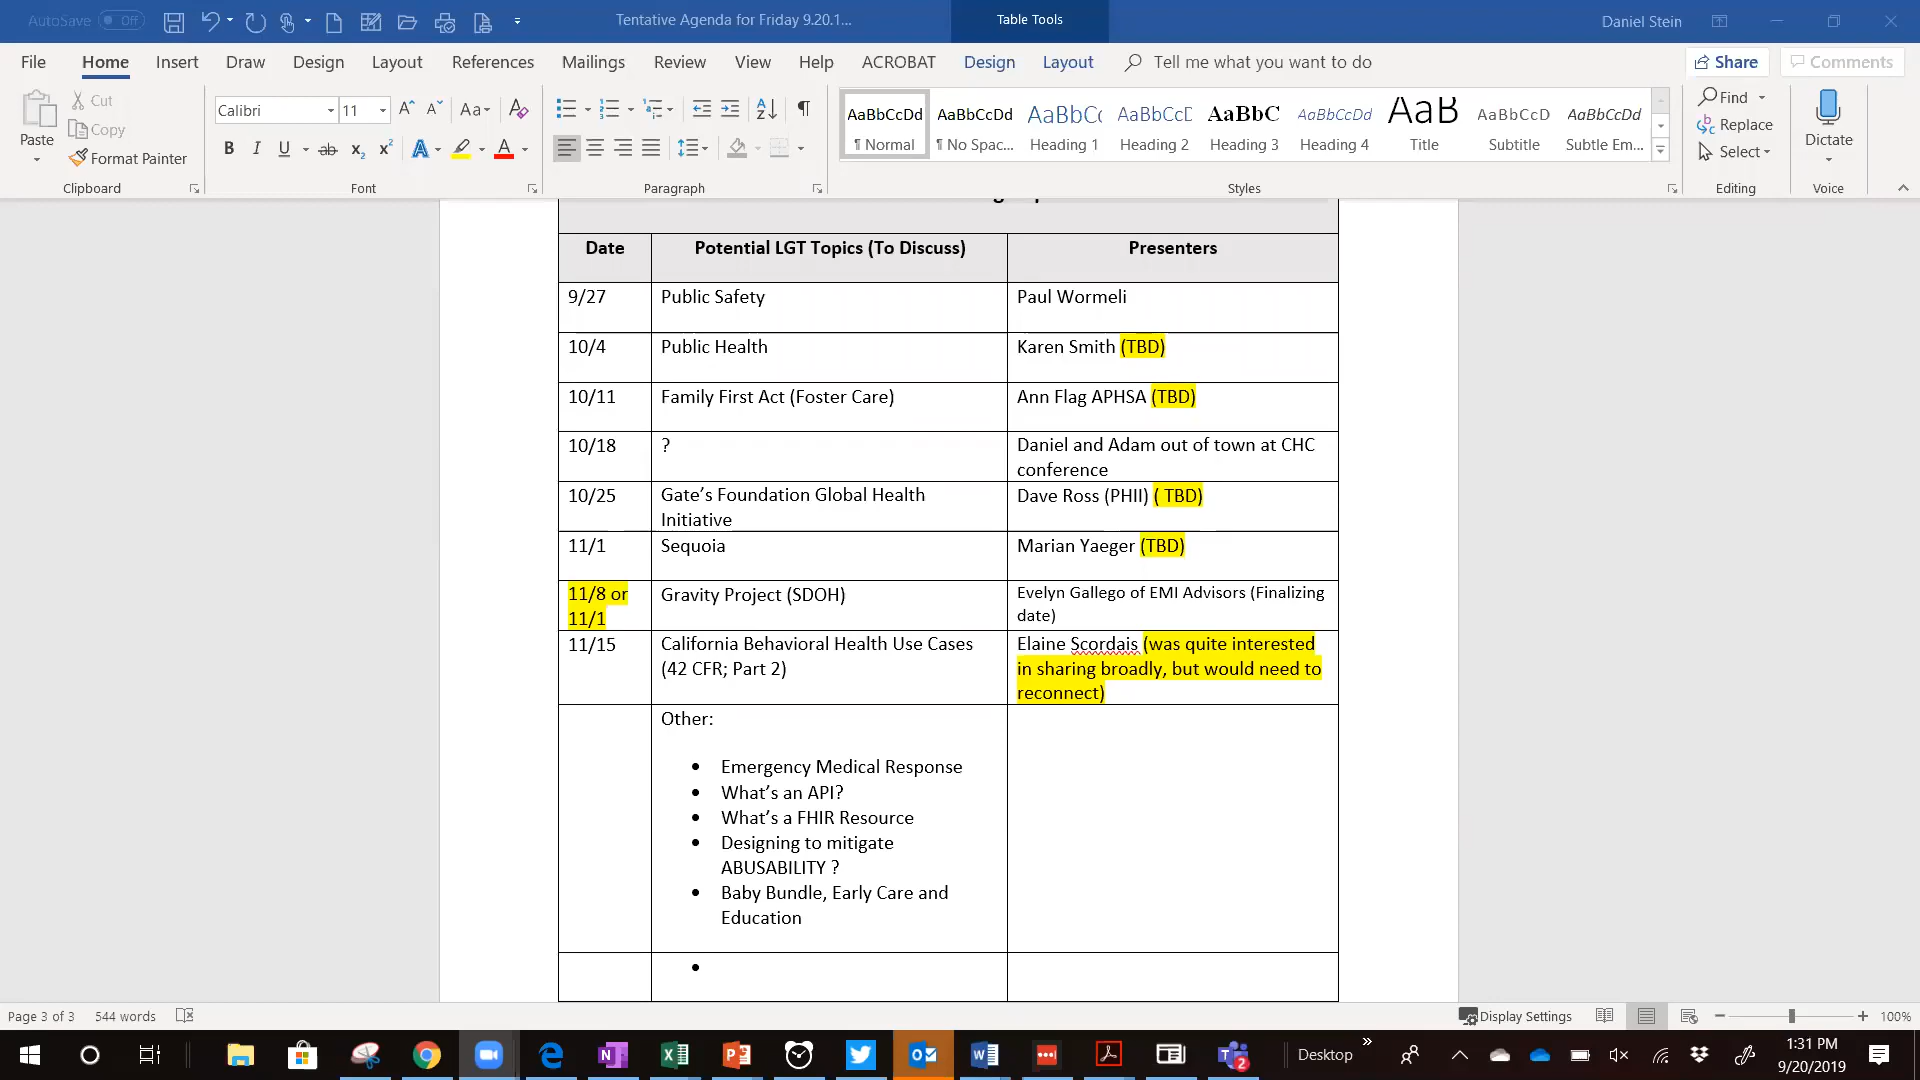 AutoSave Off
Tentative Agenda for Friday 9.20.1...
Table Tools
Daniel Stein
File Home Insert Draw Design Layout References Mailings Review View Help ACROBAT Design Layout Tell me what you want to do
Share Comments
Paste
Cut
Copy
Format Painter
Clipboard
Calibri 11
Font
Paragraph
AaBbCcDd AaBbCcDd AaBbCc AaBbCcE AaBbC AaBbCcDd AaB AaBbCcD AaBbCcDd
¶ Normal ¶ No Spac... Heading 1 Heading 2 Heading 3 Heading 4 Title Subtitle Subtle Em...
Styles
Find
Replace
Select
Editing
Dictate
Voice
Date Potential LGT Topics (To Discuss) Presenters
9/27 Public Safety Paul Wormeli
10/4 Public Health Karen Smith (TBD)
10/11 Family First Act (Foster Care) Ann Flag APHSA (TBD)
10/18 ? Daniel and Adam out of town at CHC
conference
10/25 Gate’s Foundation Global Health Dave Ross (PHII) ( TBD)
Initiative
11/1 Sequoia Marian Yaeger (TBD)
11/8 or Gravity Project (SDOH) Evelyn Gallego of EMI Advisors (Finalizing
11/1 date)
11/15 California Behavioral Health Use Cases Elaine Scordais (was quite interested
(42 CFR; Part 2) in sharing broadly, but would need to
reconnect)
Other:
• Emergency Medical Response
• What’s an API?
• What’s a FHIR Resource
• Designing to mitigate
ABUSABILITY ?
• Baby Bundle, Early Care and
Education
•
Page 3 of 3 544 words
Display Settings
100%
Desktop
1:31 PM
9/20/2019